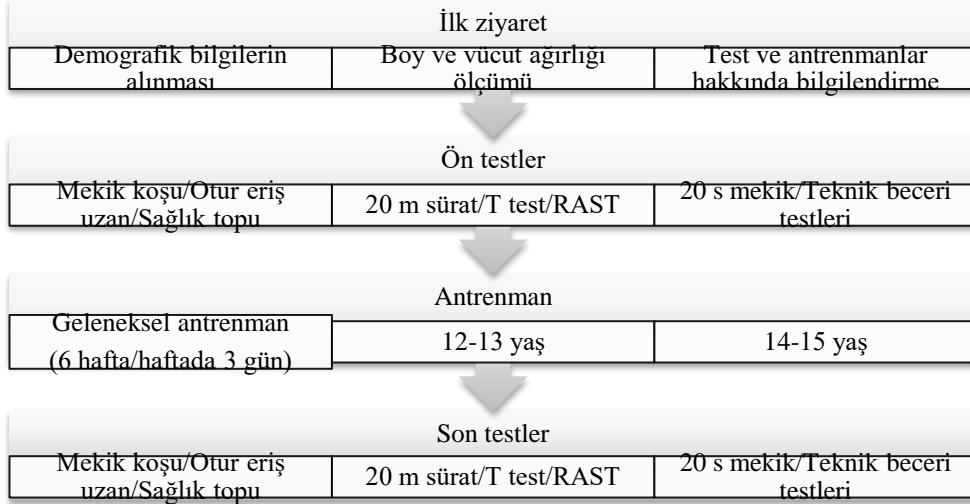 İlk ziyaret
Demografik bilgilerin
alınması
Boy ve vücut ağırlığı
ölçümü
Test ve antrenmanlar
hakkında bilgilendirme
Ön testler
Mekik koşu/Otur eriş
uzan/Sağlık topu
20 m sürat/T test/RAST
20 s mekik/Teknik beceri
testleri
Antrenman
Geleneksel antrenman
(6 hafta/haftada 3 gün)
12-13 yaş
14-15 yaş
Son testler
Mekik koşu/Otur eriş
uzan/Sağlık topu
20 m sürat/T test/RAST
20 s mekik/Teknik beceri
testleri